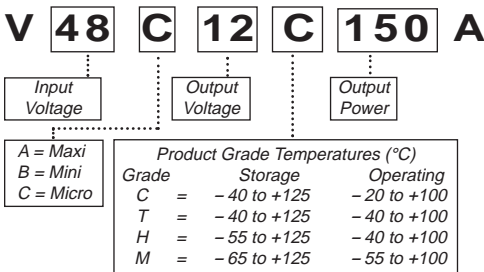 V 48 C 12 C 150 A
Input Voltage
Output Voltage
Output Power
A = Maxi
B = Mini
C = Micro
Product Grade Temperatures (°C)
Grade Storage Operating
C = – 40 to +125 – 20 to +100
T = – 40 to +125 – 40 to +100
H = – 55 to +125 – 40 to +100
M = – 65 to +125 – 55 to +100